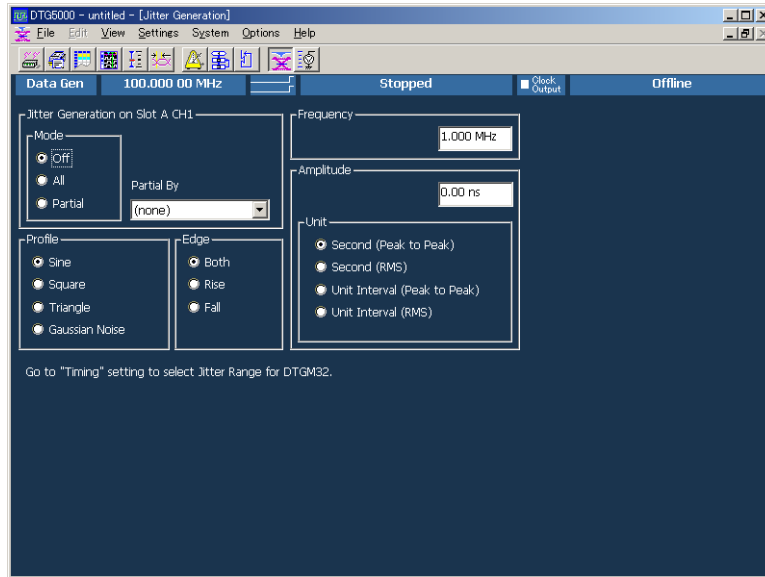 DTG5000 - untitled - [Jitter Generation]
File Edit View Settings System Options Help
Data Gen 100.000 00 MHz Stopped Clock Output Offline
Jitter Generation on Slot A CH1
Mode
Off
All
Partial
Partial By
(none)
Frequency
1.000 MHz
Amplitude
0.00 ns
Unit
Second (Peak to Peak)
Second (RMS)
Unit Interval (Peak to Peak)
Unit Interval (RMS)
Profile
Sine
Square
Triangle
Gaussian Noise
Edge
Both
Rise
Fall
Go to "Timing" setting to select Jitter Range for DTGM32.